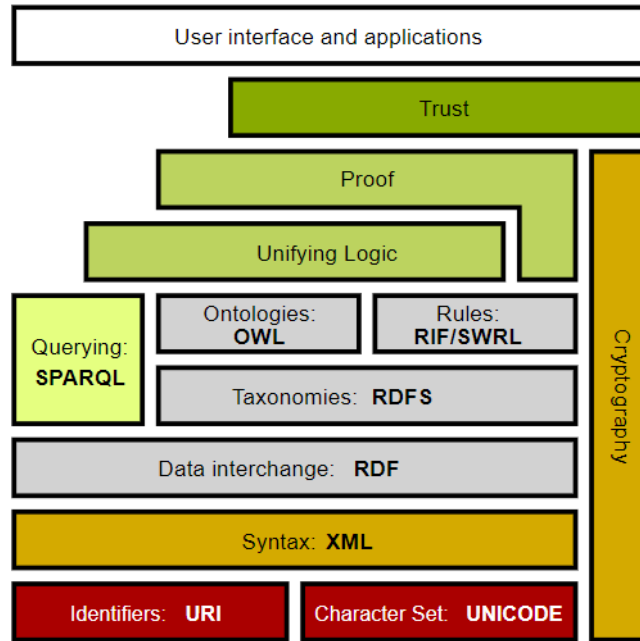 User interface and applications
Trust
Proof
Unifying Logic
Ontologies:
OWL
Rules:
RIF/SWRL
Querying:
SPARQL
Taxonomies: RDFS
Cryptography
Data interchange: RDF
Syntax: XML
Identifiers: URI
Character Set: UNICODE